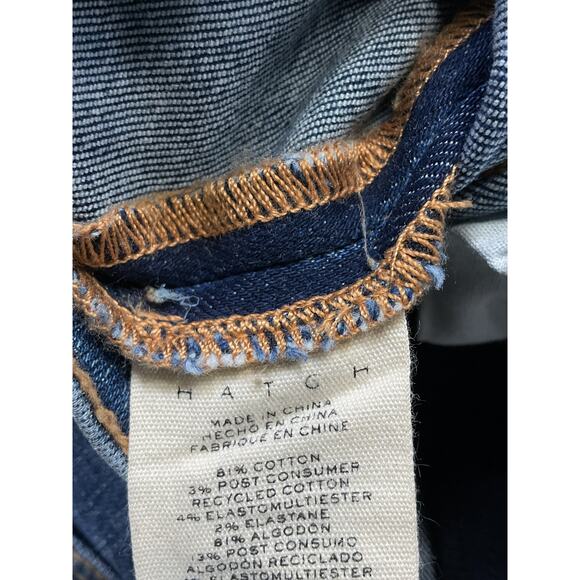 HATCH
MADE IN CHINA
HECHO EN CHINA
FABRIQUE EN CHINE
81% COTTON
3% POST CONSUMER
RECYCLED COTTON
4% ELASTOMULTIESTER
2% ELASTANE
81% ALGODON
13% POST CONSUMO
ALGODON RECICLADO
ELASTOMULTIESTER